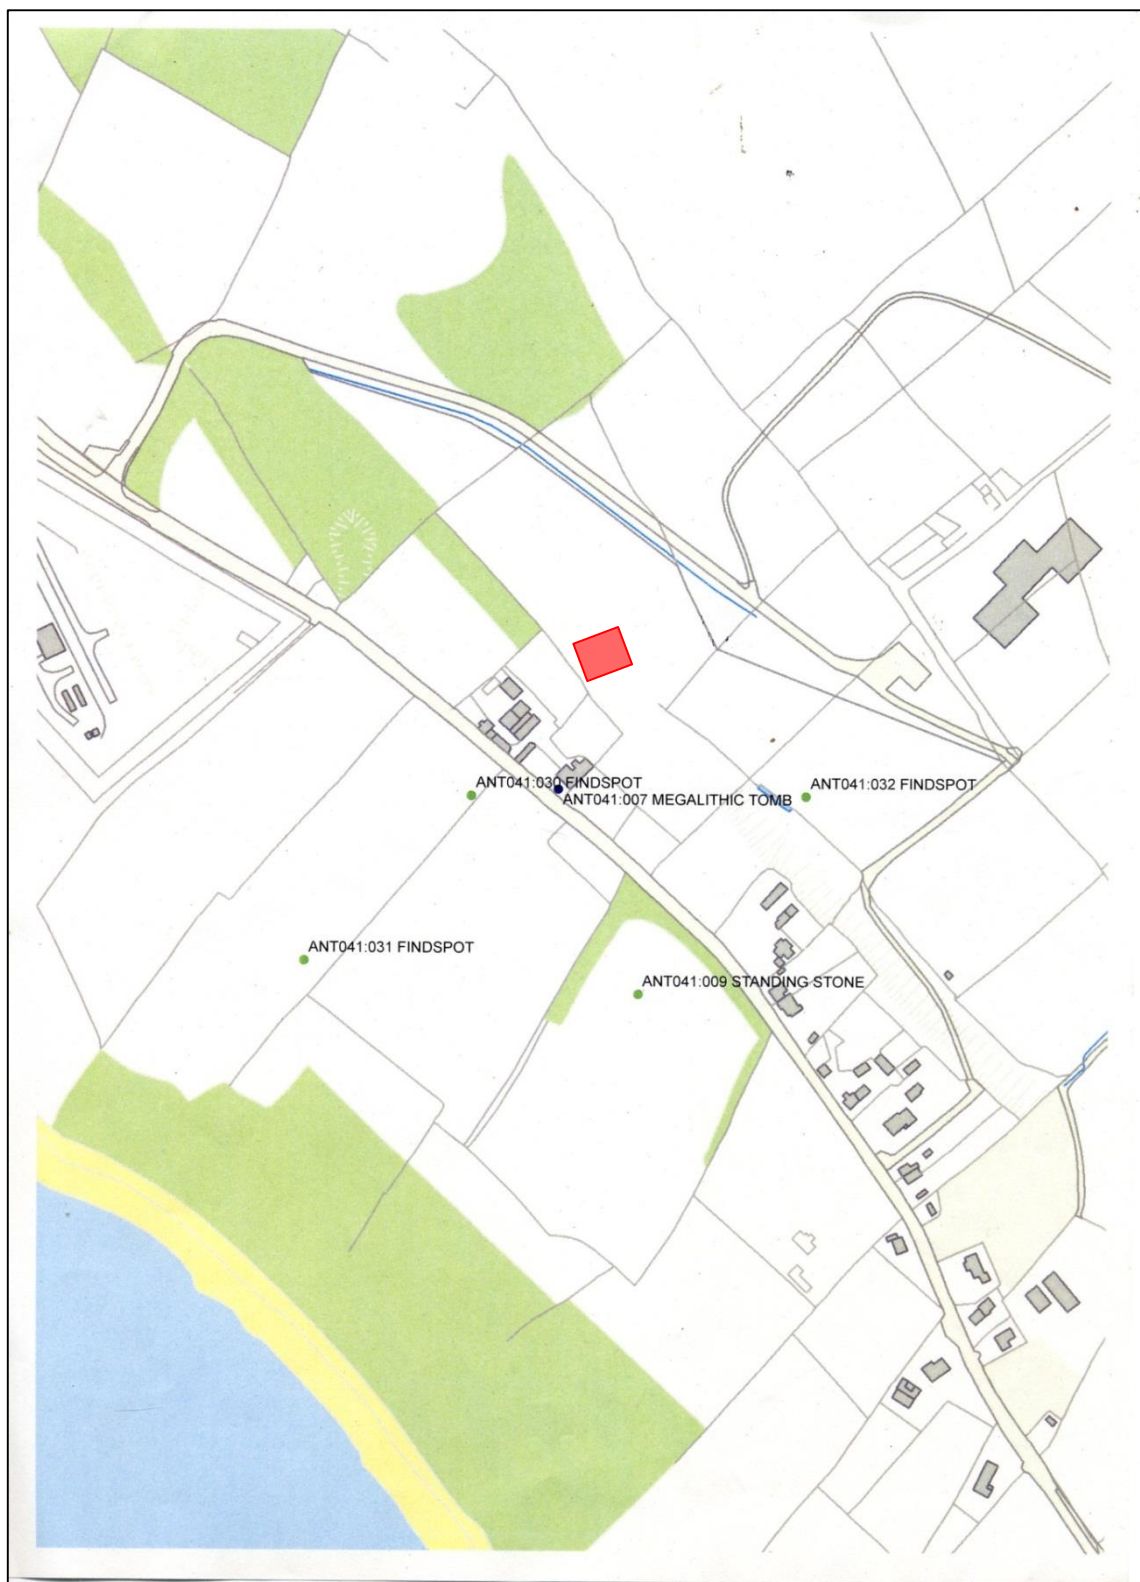 ANT041:030 FINDSPOT
ANT041:007 MEGALITHIC TOMB
ANT041:032 FINDSPOT
ANT041:031 FINDSPOT
ANT041:009 STANDING STONE